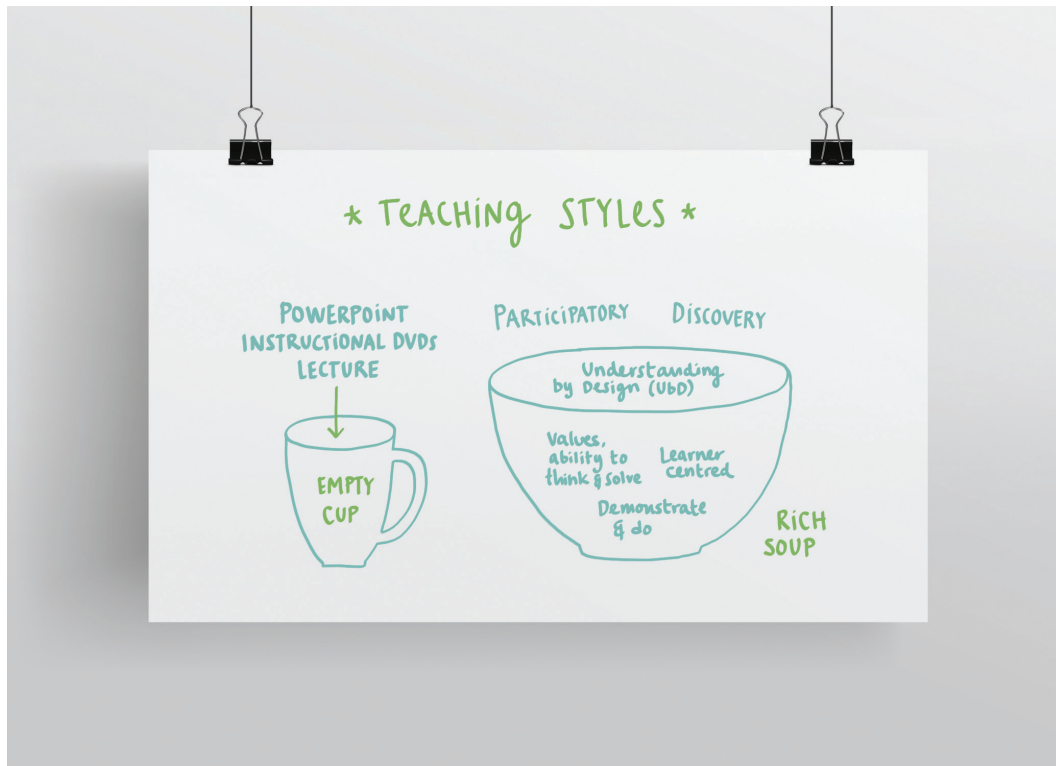 * TEACHING STYLES *
POWERPOINT
INSTRUCTIONAL DVDs
LECTURE
EMPTY
CUP
PARTICIPATORY DISCOVERY
Understanding
by Design (UbD)
Values,
ability to
think & solve
Learner
centred
Demonstrate
& do
RICH
SOUP